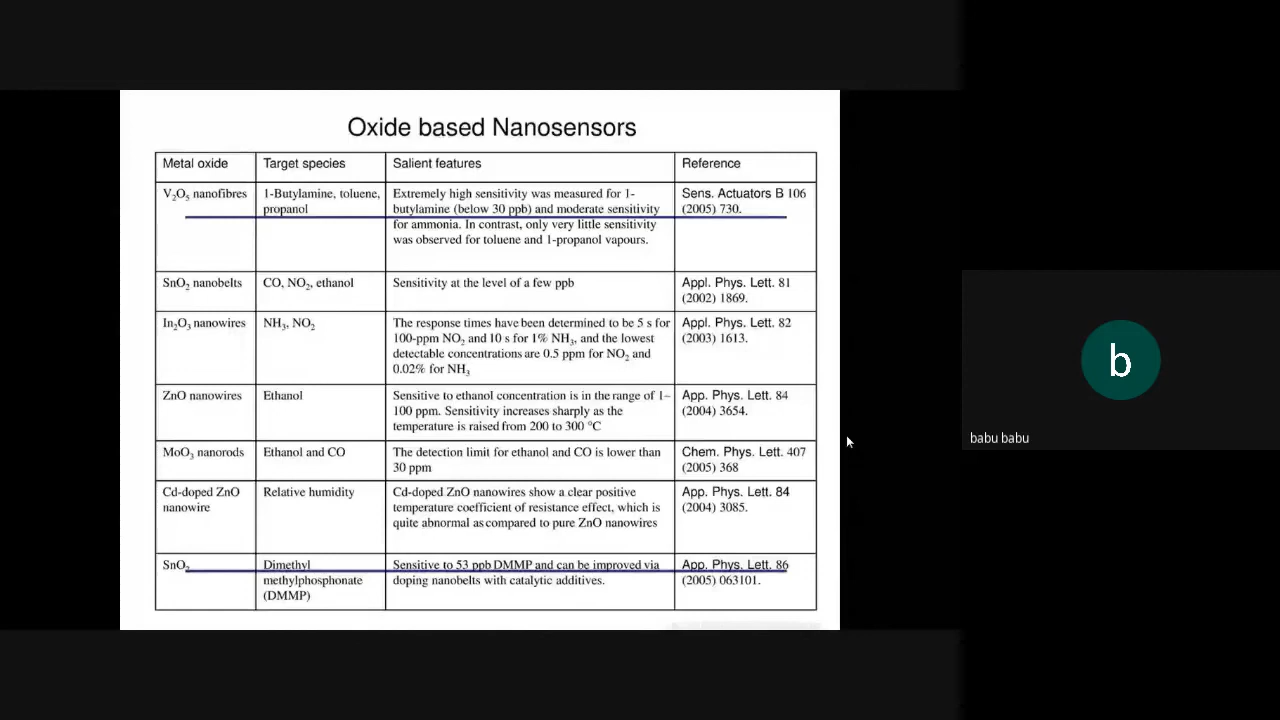 Oxide based Nanosensors
Metal oxide Target species Salient features Reference
V₂O₅ nanofibres 1-Butylamine, toluene, Extremely high sensitivity was measured for 1- Sens. Actuators B 106
propanol butylamine (below 30 ppb) and moderate sensitivity (2005) 730.
for ammonia. In contrast, only very little sensitivity
was observed for toluene and 1-propanol vapours.
SnO₂ nanobelts CO, NO₂, ethanol Sensitivity at the level of a few ppb Appl. Phys. Lett. 81
(2002) 1869.
In₂O₃ nanowires NH₃, NO₂ The response times have been determined to be 5 s for Appl. Phys. Lett. 82
100-ppm NO₂ and 10 s for 1% NH₃, and the lowest (2003) 1613.
detectable concentrations are 0.5 ppm for NO₂ and
0.02% for NH₃
ZnO nanowires Ethanol Sensitive to ethanol concentration is in the range of 1– App. Phys. Lett. 84
100 ppm. Sensitivity increases sharply as the (2004) 3654.
temperature is raised from 200 to 300 °C
MoO₃ nanorods Ethanol and CO The detection limit for ethanol and CO is lower than Chem. Phys. Lett. 407
30 ppm (2005) 368
Cd-doped ZnO Relative humidity Cd-doped ZnO nanowires show a clear positive App. Phys. Lett. 84
nanowire temperature coefficient of resistance effect, which is (2004) 3085.
quite abnormal as compared to pure ZnO nanowires
SnO₂ Dimethyl Sensitive to 53 ppb DMMP and can be improved via App. Phys. Lett. 86
methylphosphonate doping nanobelts with catalytic additives. (2005) 063101.
(DMMP)
b
babu babu